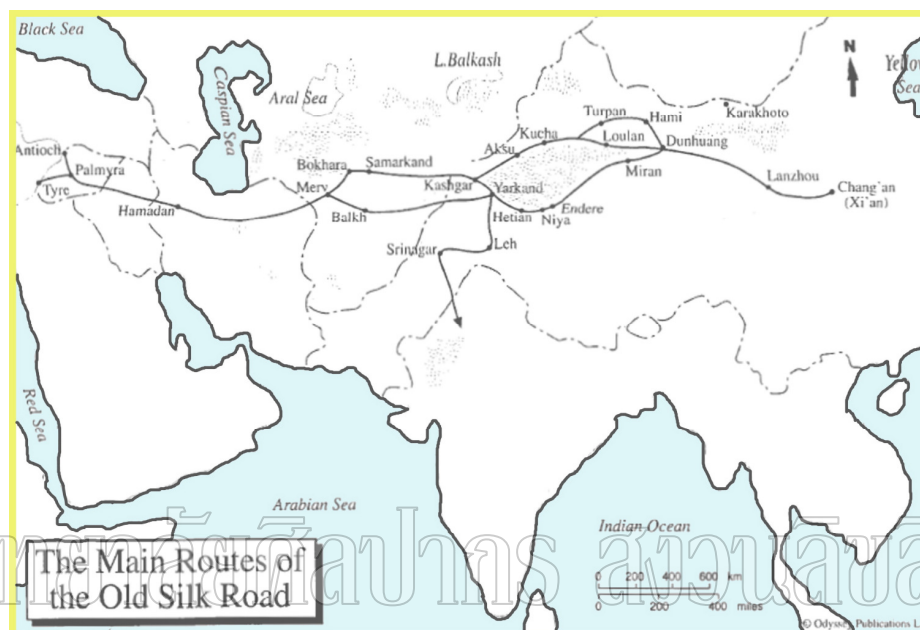 Black Sea
Caspian Sea
Aral Sea
L.Balkash
N
Karakhoto
Turpan
Hami
Kucha
Loulan
Dunhuang
Aksu
Antioch
Palmyra
Bokhara
Samarkand
Miran
Tyre
Merv
Kashgar
Yarkand
Lanzhou
Chang'an
(Xi'an)
Hamadan
Balkh
Hetian
Niya
Endere
Srinagar
Leh
Red Sea
Arabian Sea
Indian Ocean
The Main Routes of
the Old Silk Road
0 200 400 600 km
0 200 400 miles
© Odyssey Publications